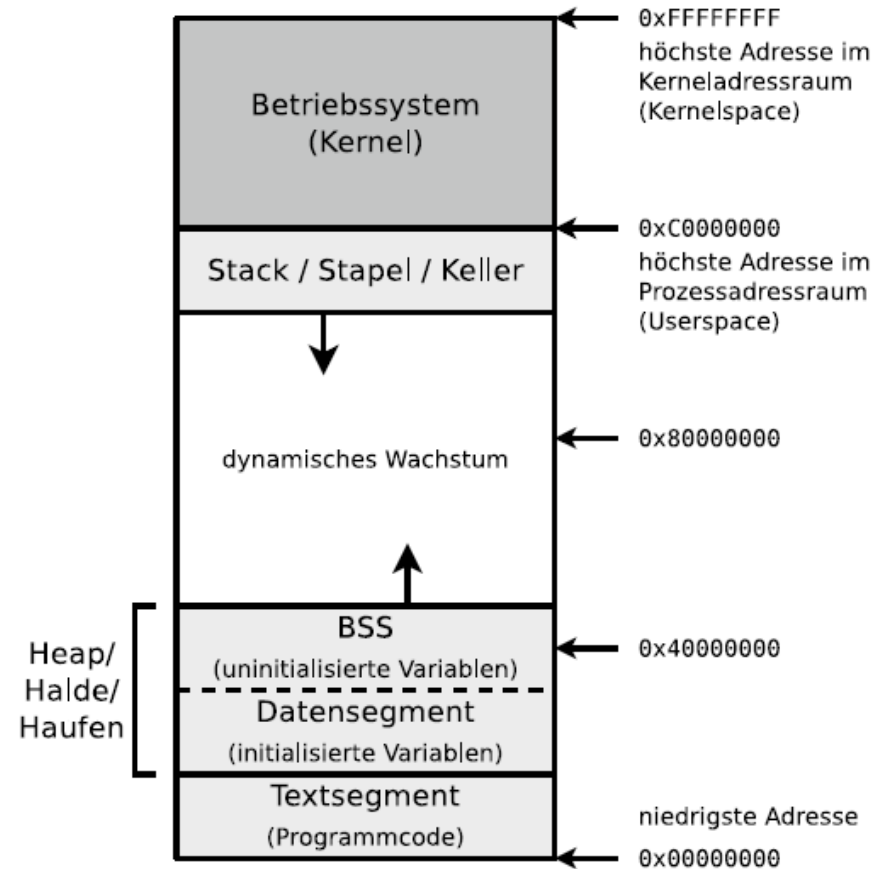 0xFFFFFFFF
höchste Adresse im
Kerneladressraum
(Kernelspace)
Betriebssystem
(Kernel)
0xC0000000
höchste Adresse im
Prozessadressraum
(Userspace)
Stack / Stapel / Keller
0x80000000
dynamisches Wachstum
Heap/
Halde/
Haufen
BSS
(uninitialisierte Variablen)
0x40000000
Datensegment
(initialisierte Variablen)
Textsegment
(Programmcode)
niedrigste Adresse
0x00000000